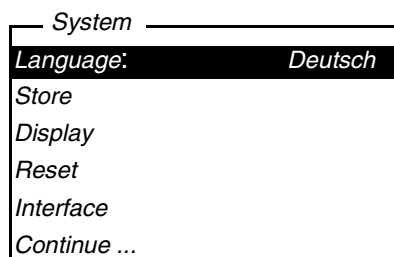 System
Language: Deutsch
Store
Display
Reset
Interface
Continue ...